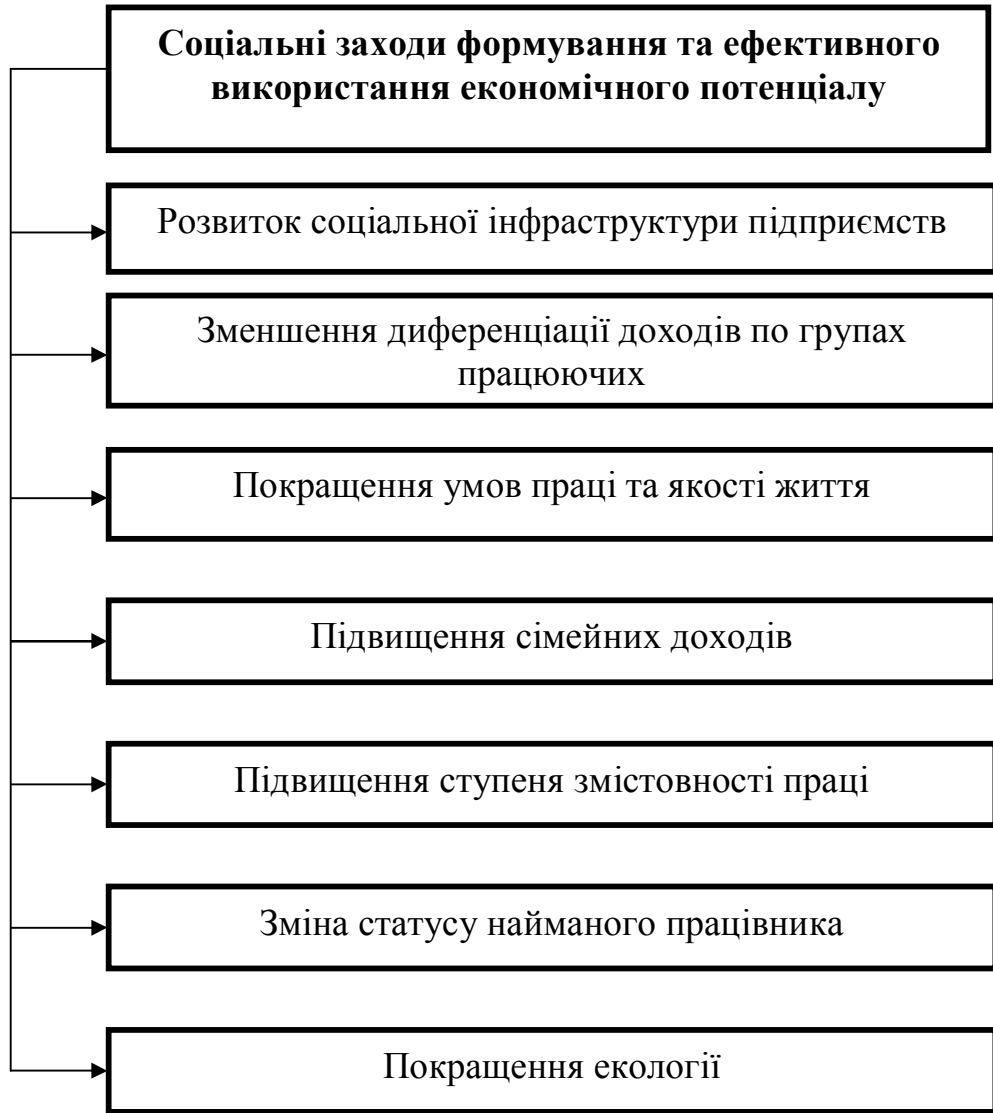 Соціальні заходи формування та ефективного
використання економічного потенціалу
Розвиток соціальної інфраструктури підприємств
Зменшення диференціації доходів по групах
працюючих
Покращення умов праці та якості життя
Підвищення сімейних доходів
Підвищення ступеня змістовності праці
Зміна статусу найманого працівника
Покращення екології